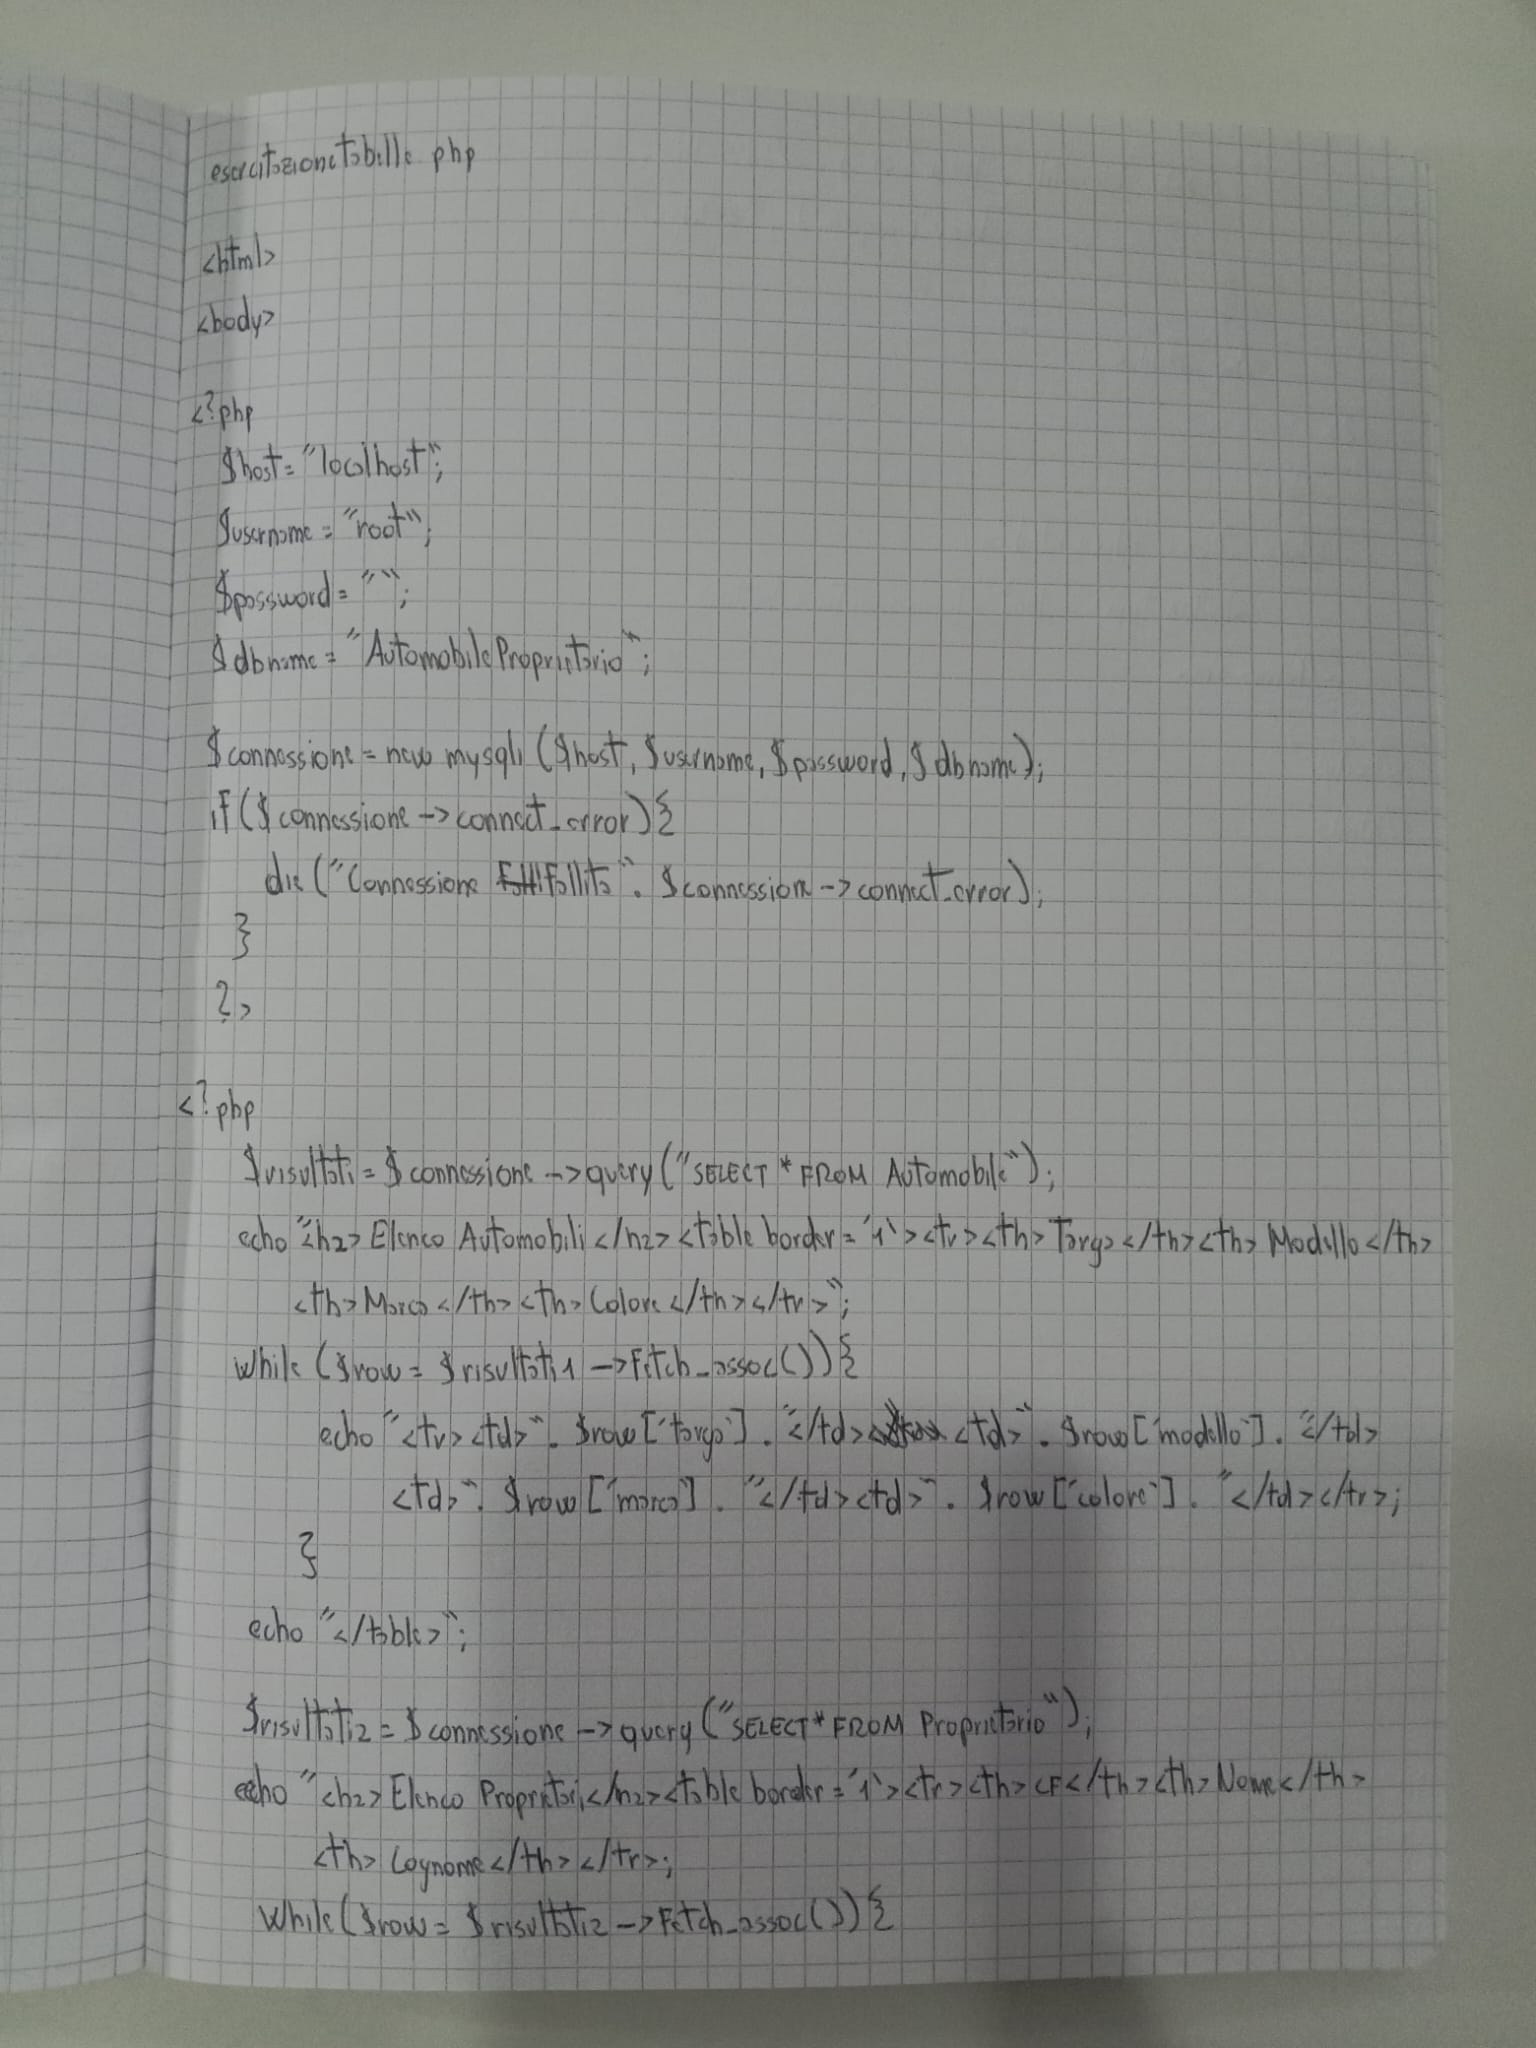 esercitazionetabelle php
<html>
<body>
<?php
$host= "localhost";
$username = "root";
$password = "";
$dbname = "AutomobileProprietario";
$connessione = new mysqli ($host, $username, $password, $dbname);
if ($connessione -> connect_error) {
die ("Connessione fallita". $connessione -> connect_error);
}
?>
<?php
$risultati = $connessione -> query ("SELECT * FROM Automobile");
echo "<h2> Elenco Automobili </h2> <table border = '1'> <tr> <th> Targa </th> <th> Modello </th>
<th> Marca </th> <th> Colore </th> </tr>";
while ($row = $risultati1 -> fetch_assoc()) {
echo "<tr> <td>". $row ['targa']. "</td> <td>". $row ['modello']. "</td>
<td>". $row ['marca']. "</td> <td>". $row ['colore']. "</td> </tr>;
}
echo "</table>";
$risultati2 = $connessione -> query ("SELECT * FROM Proprietario");
echo "<h2> Elenco Proprietari </h2> <table border = '1'> <tr> <th> CF </th> <th> Nome </th>
<th> Cognome </th> </tr>;
while ($row = $risultati2 -> fetch_assoc()) {